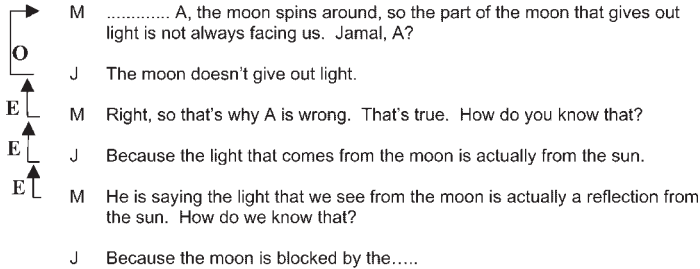 M ............. A, the moon spins around, so the part of the moon that gives out
light is not always facing us. Jamal, A?
O
J The moon doesn't give out light.
E
M Right, so that's why A is wrong. That's true. How do you know that?
E
J Because the light that comes from the moon is actually from the sun.
E
M He is saying the light that we see from the moon is actually a reflection from
the sun. How do we know that?
J Because the moon is blocked by the.....